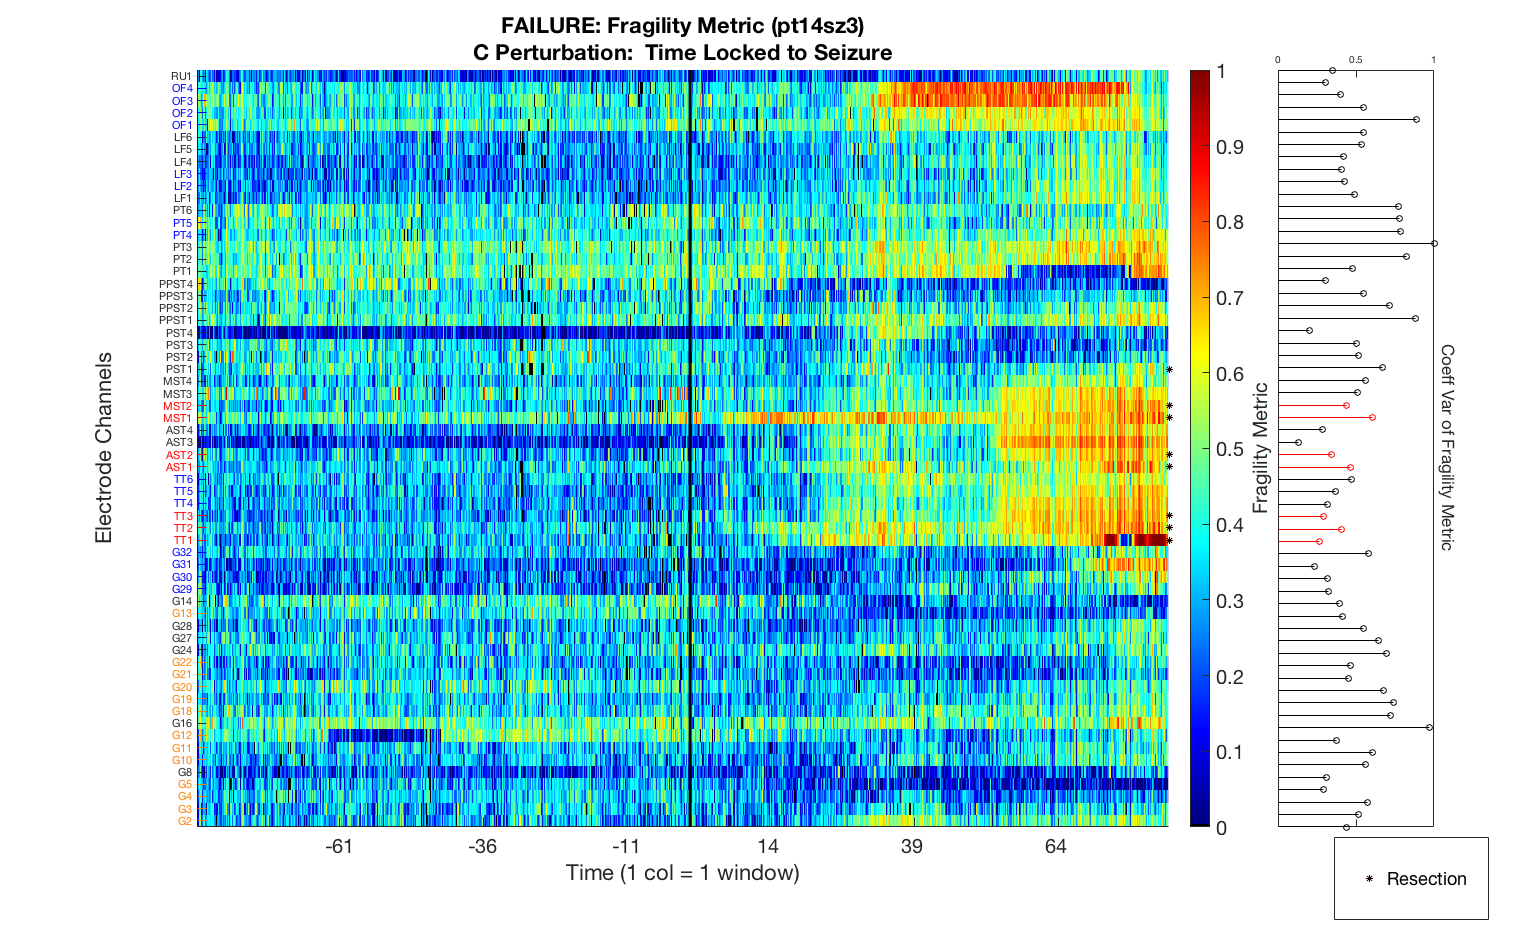 FAILURE: Fragility Metric (pt14sz3)
C Perturbation:  Time Locked to Seizure
Electrode Channels
RU1
OF4
OF3
OF2
OF1
LF6
LF5
LF4
LF3
LF2
LF1
PT6
PT5
PT4
PT3
PT2
PT1
PPST4
PPST3
PPST2
PPST1
PST4
PST3
PST2
PST1
MST4
MST3
MST2
MST1
AST4
AST3
AST2
AST1
TT6
TT5
TT4
TT3
TT2
TT1
G32
G31
G30
G29
G14
G13
G28
G27
G24
G22
G21
G20
G19
G18
G16
G12
G11
G10
G8
G5
G4
G3
G2
-61 -36 -11 14 39 64
Time (1 col = 1 window)
1
0.9
0.8
0.7
0.6
0.5
0.4
0.3
0.2
0.1
0
Fragility Metric
0 0.5 1
Coeff Var of Fragility Metric
* Resection